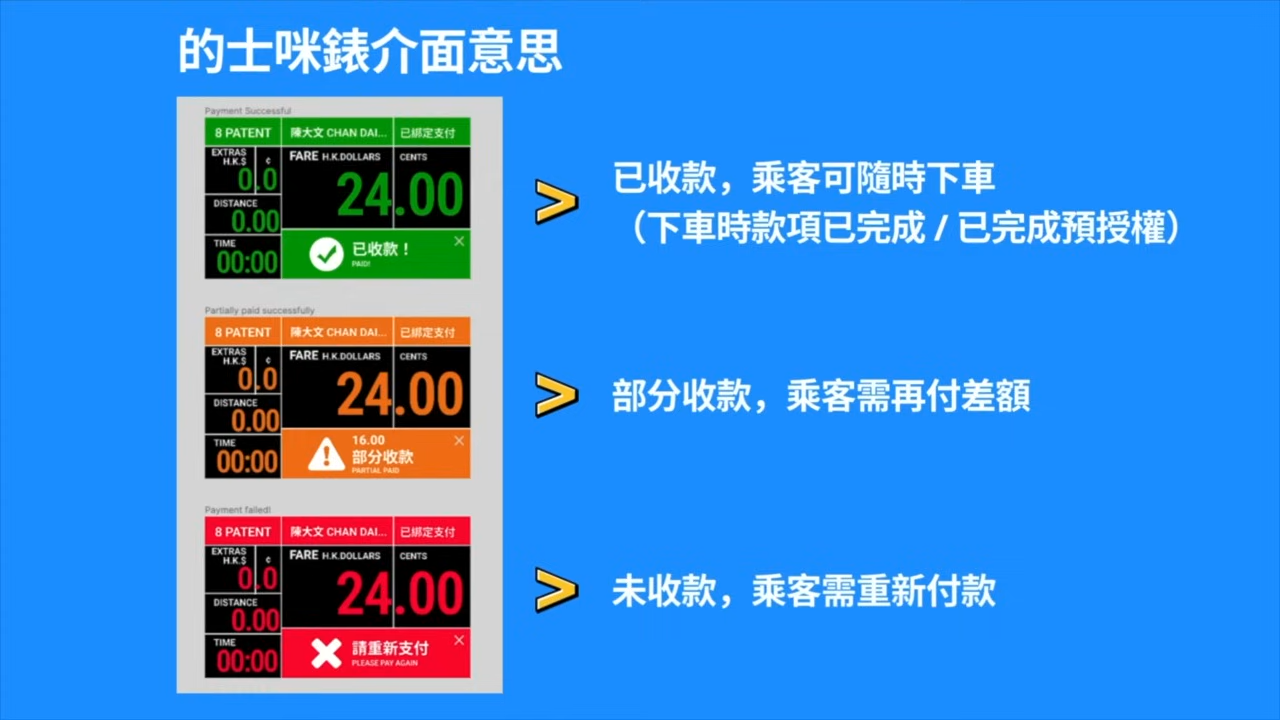 的士咪錶介面意思
Payment Successful
8 PATENT 陳大文 CHAN DAI... 已綁定支付
EXTRAS H.K.$ ¢ FARE H.K.DOLLARS CENTS
0.0 24.00
DISTANCE
0.00
TIME
00:00
已收款！
PAID!
已收款，乘客可隨時下車
（下車時款項已完成 / 已完成預授權）
Partially paid successfully
8 PATENT 陳大文 CHAN DAI... 已綁定支付
EXTRAS H.K.$ ¢ FARE H.K.DOLLARS CENTS
0.0 24.00
DISTANCE
0.00
TIME
00:00
16.00
部分收款
PARTIAL PAID
部分收款，乘客需再付差額
Payment failed!
8 PATENT 陳大文 CHAN DAI... 已綁定支付
EXTRAS H.K.$ ¢ FARE H.K.DOLLARS CENTS
0.0 24.00
DISTANCE
0.00
TIME
00:00
請重新支付
PLEASE PAY AGAIN
未收款，乘客需重新付款